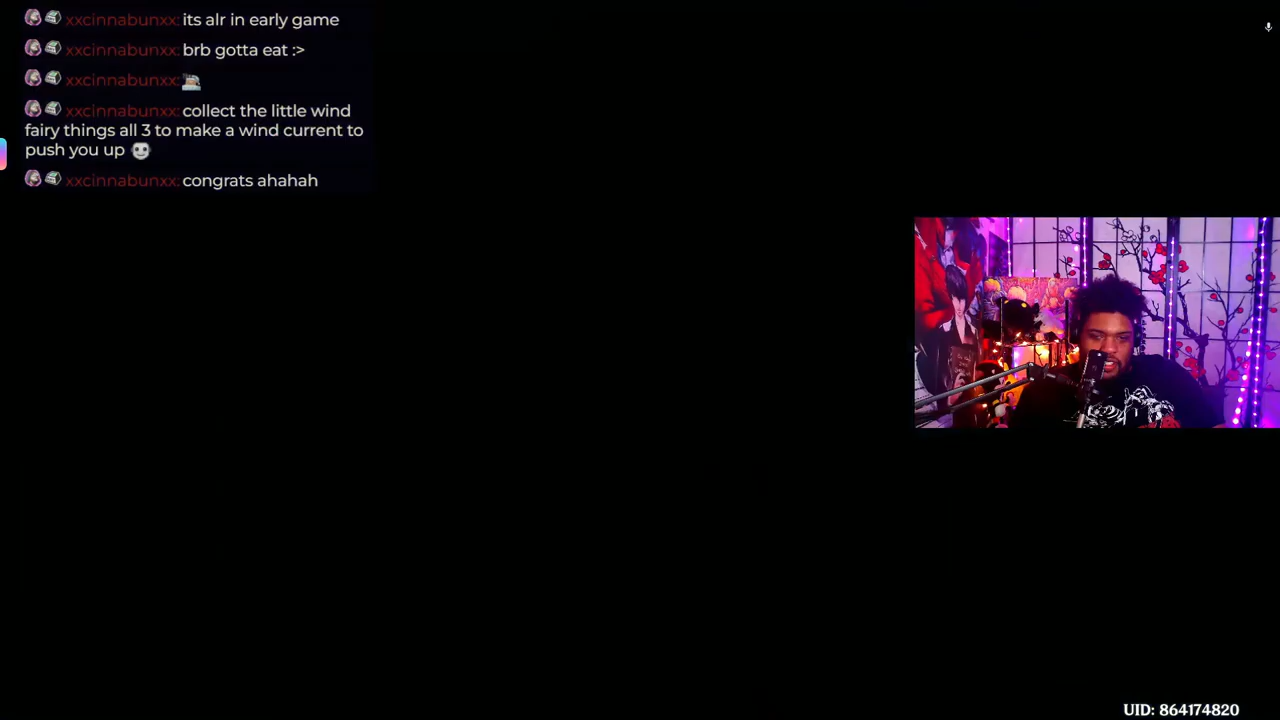 xxcinnabunxx: its alr in early game
xxcinnabunxx: brb gotta eat :>
xxcinnabunxx:
xxcinnabunxx: collect the little wind
fairy things all 3 to make a wind current to
push you up
xxcinnabunxx: congrats ahahah
UID: 864174820